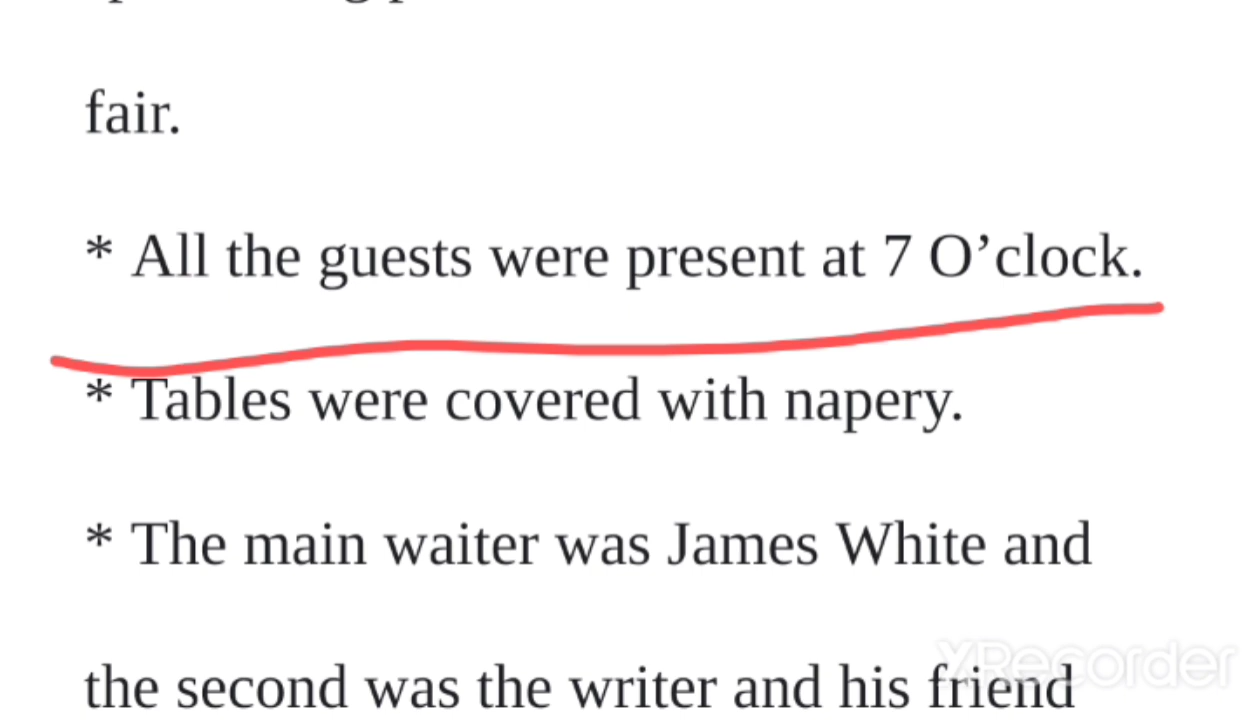 fair.
* All the guests were present at 7 O’clock.
* Tables were covered with napery.
* The main waiter was James White and
the second was the writer and his friend
XRecorder